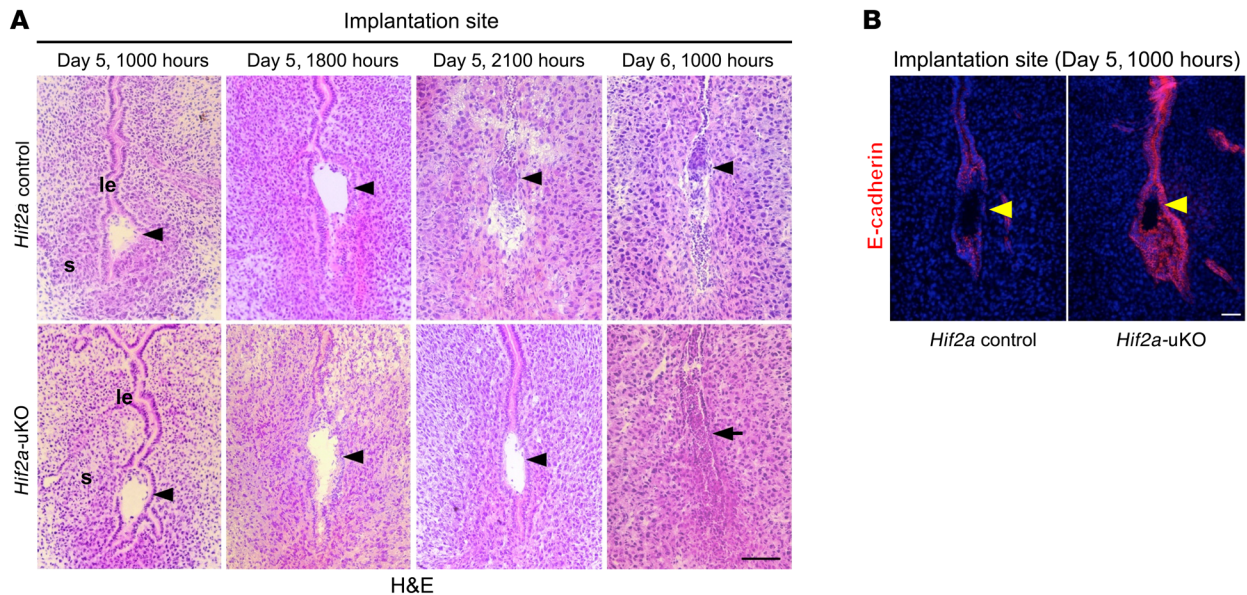 A
Implantation site
Day 5, 1000 hours
Day 5, 1800 hours
Day 5, 2100 hours
Day 6, 1000 hours
Hif2a control
le
s
Hif2a-uKO
le
s
H&E
B
Implantation site (Day 5, 1000 hours)
E-cadherin
Hif2a control
Hif2a-uKO